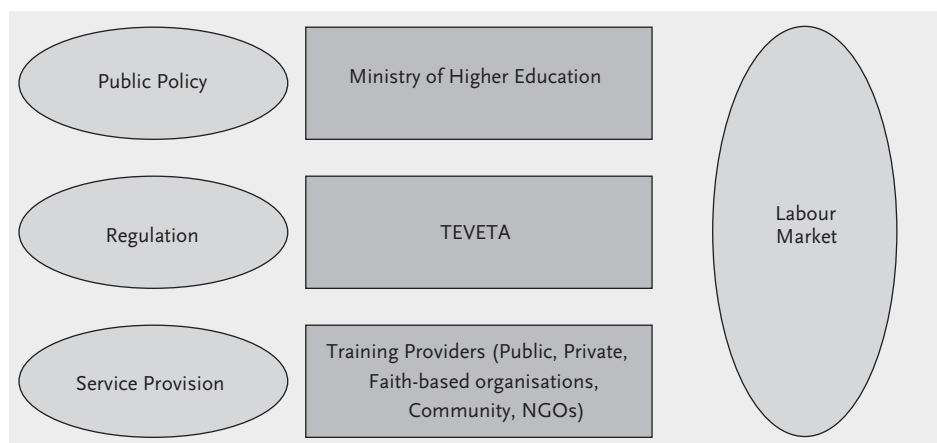 Public Policy
Ministry of Higher Education
Regulation
TEVETA
Labour
Market
Service Provision
Training Providers (Public, Private,
Faith-based organisations,
Community, NGOs)